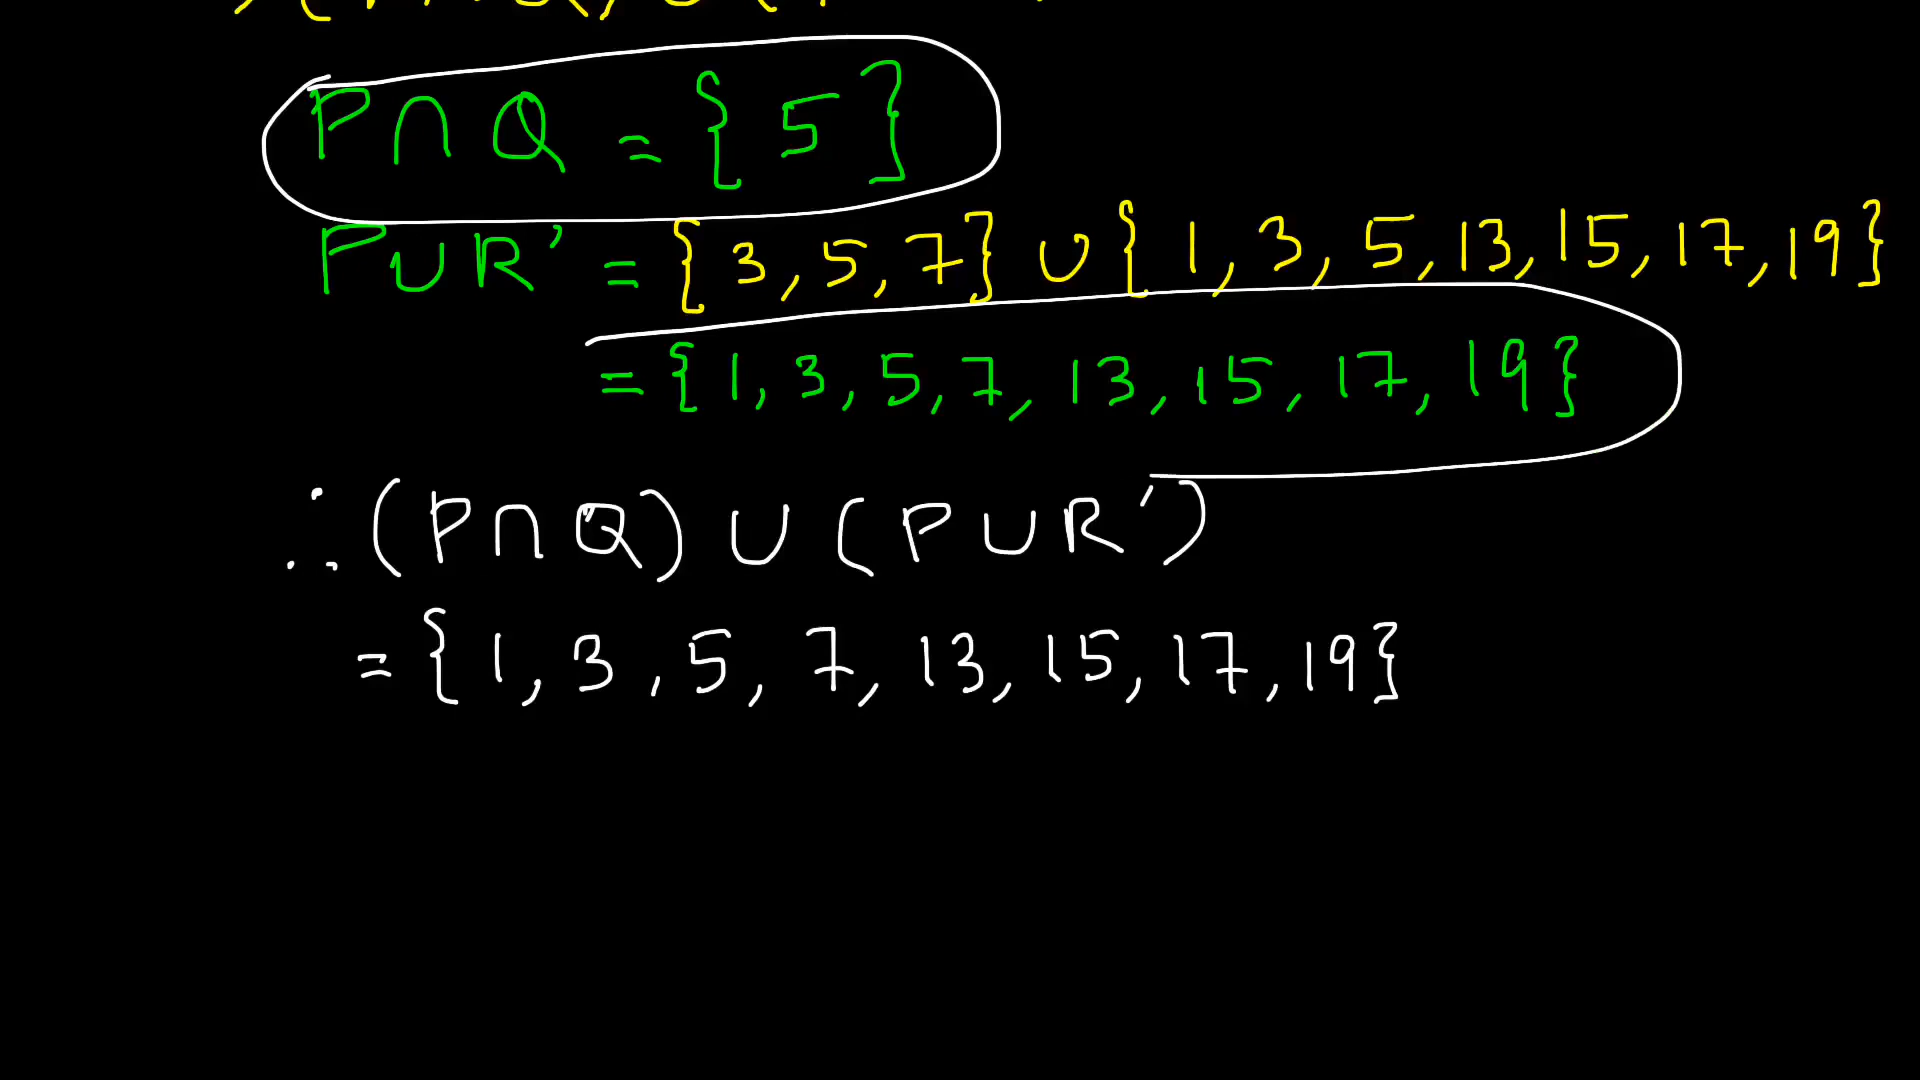 P∩Q = {5}
P∪R' = {3, 5, 7} ∪ {1, 3, 5, 13, 15, 17, 19}
= {1, 3, 5, 7, 13, 15, 17, 19}
∴ (P∩Q) ∪ (P∪R')
= {1, 3, 5, 7, 13, 15, 17, 19}